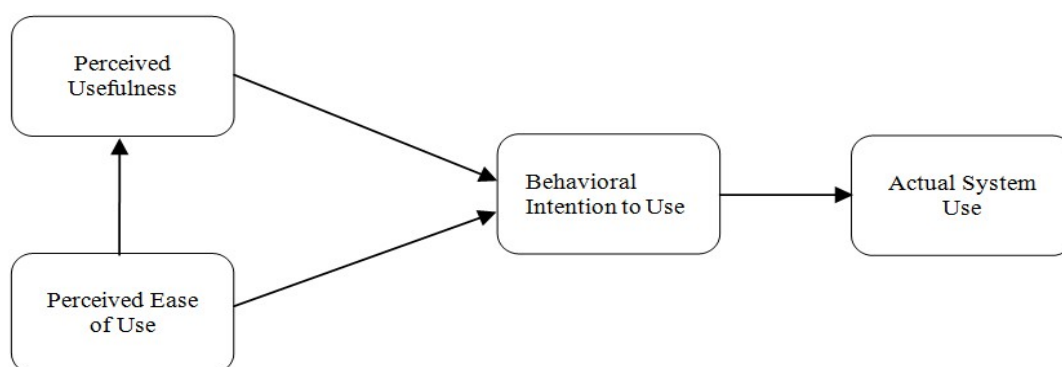 Perceived
Usefulness
Perceived Ease
of Use
Behavioral
Intention to Use
Actual System
Use